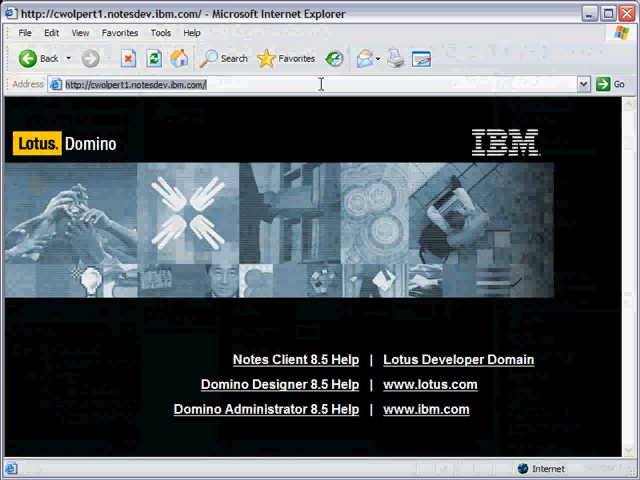 http://cwolpert1.notesdev.ibm.com/ - Microsoft Internet Explorer
File Edit View Favorites Tools Help
Back Search Favorites
Address http://cwolpert1.notesdev.ibm.com/ Go
Lotus. Domino IBM
Notes Client 8.5 Help | Lotus Developer Domain
Domino Designer 8.5 Help | www.lotus.com
Domino Administrator 8.5 Help | www.ibm.com
Internet